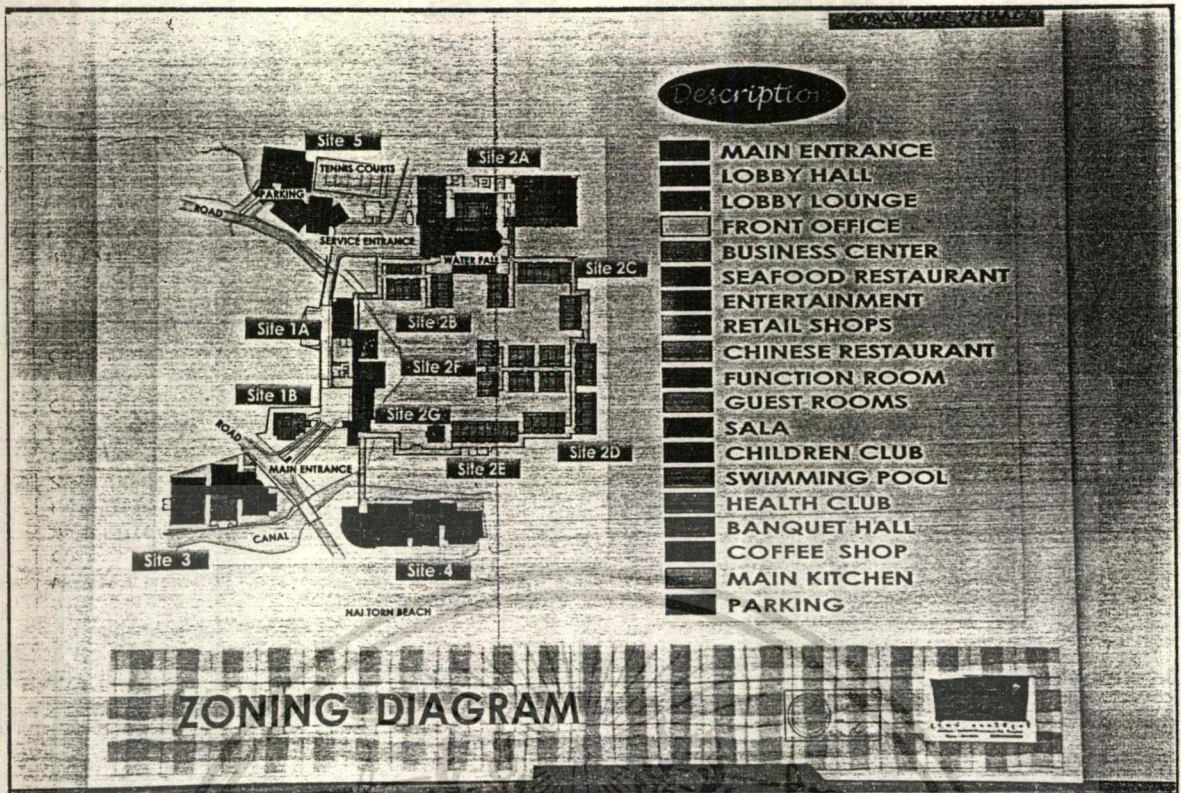 Description
Site 5
TENNIS COURTS
PARKING
ROAD
SERVICE ENTRANCE
Site 2A
WATER FALL
Site 2C
Site 2B
Site 1A
Site 2F
Site 1B
Site 2G
ROAD
MAIN ENTRANCE
Site 2E
Site 2D
CANAL
Site 3
Site 4
NAI TORN BEACH
MAIN ENTRANCE
LOBBY HALL
LOBBY LOUNGE
FRONT OFFICE
BUSINESS CENTER
SEAFOOD RESTAURANT
ENTERTAINMENT
RETAIL SHOPS
CHINESE RESTAURANT
FUNCTION ROOM
GUEST ROOMS
SALA
CHILDREN CLUB
SWIMMING POOL
HEALTH CLUB
BANQUET HALL
COFFEE SHOP
MAIN KITCHEN
PARKING
ZONING DIAGRAM